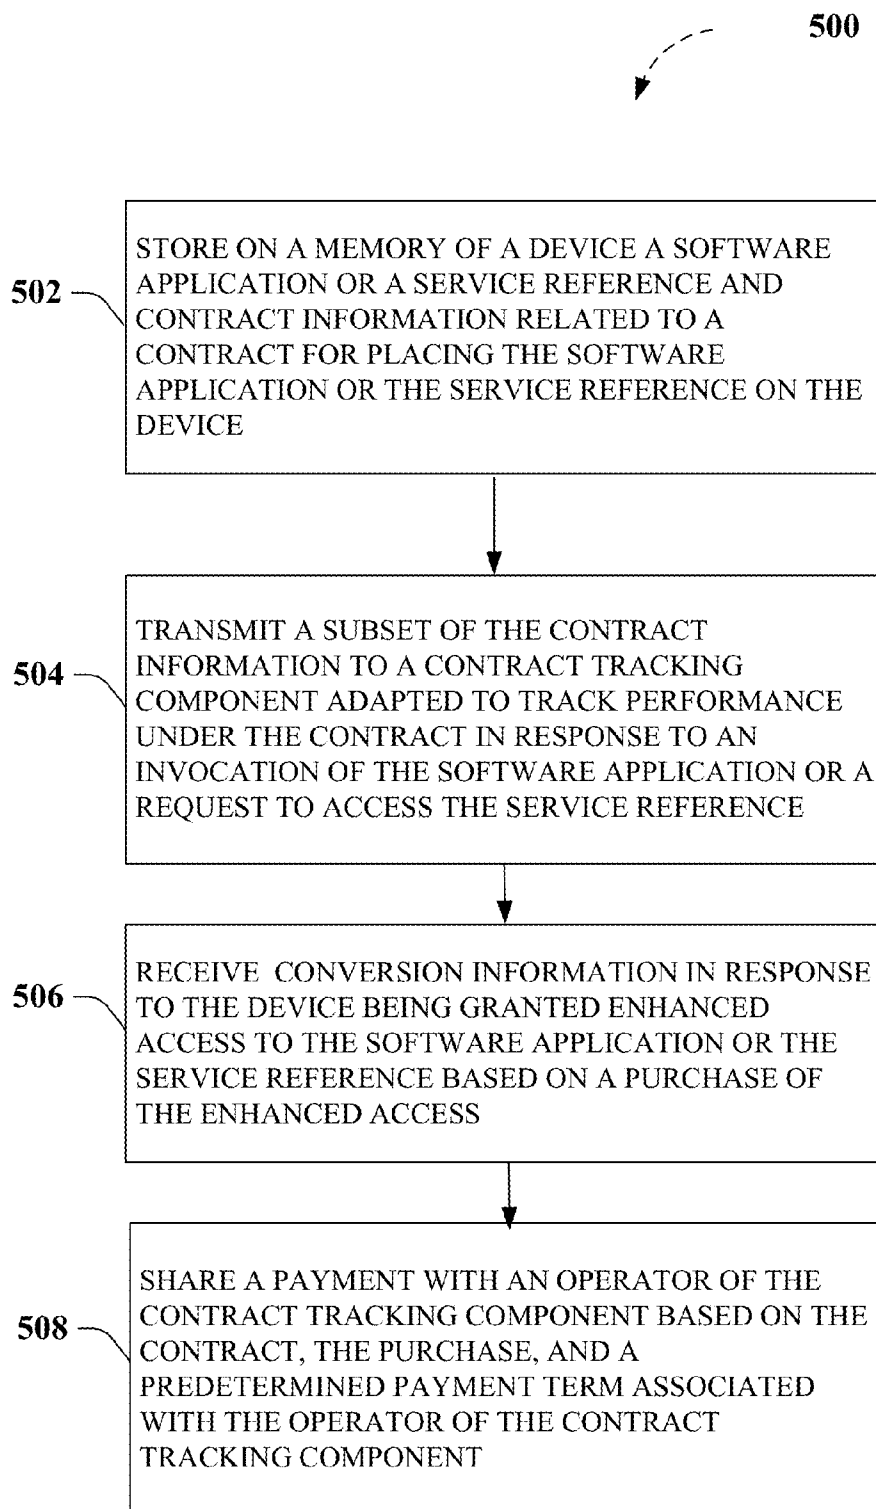 500
502
STORE ON A MEMORY OF A DEVICE A SOFTWARE
APPLICATION OR A SERVICE REFERENCE AND
CONTRACT INFORMATION RELATED TO A
CONTRACT FOR PLACING THE SOFTWARE
APPLICATION OR THE SERVICE REFERENCE ON THE
DEVICE
504
TRANSMIT A SUBSET OF THE CONTRACT
INFORMATION TO A CONTRACT TRACKING
COMPONENT ADAPTED TO TRACK PERFORMANCE
UNDER THE CONTRACT IN RESPONSE TO AN
INVOCATION OF THE SOFTWARE APPLICATION OR A
REQUEST TO ACCESS THE SERVICE REFERENCE
506
RECEIVE CONVERSION INFORMATION IN RESPONSE
TO THE DEVICE BEING GRANTED ENHANCED
ACCESS TO THE SOFTWARE APPLICATION OR THE
SERVICE REFERENCE BASED ON A PURCHASE OF
THE ENHANCED ACCESS
508
SHARE A PAYMENT WITH AN OPERATOR OF THE
CONTRACT TRACKING COMPONENT BASED ON THE
CONTRACT, THE PURCHASE, AND A
PREDETERMINED PAYMENT TERM ASSOCIATED
WITH THE OPERATOR OF THE CONTRACT
TRACKING COMPONENT